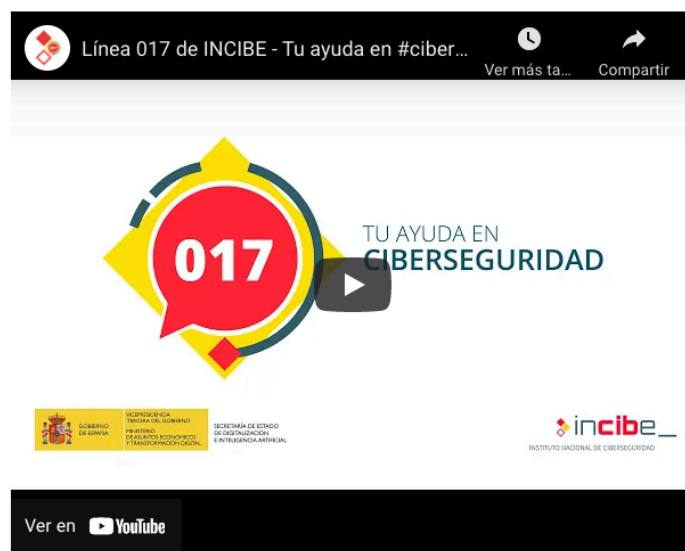 Línea 017 de INCIBE - Tu ayuda en #ciber...
Ver más ta...
Compartir
017
TU AYUDA EN
CIBERSEGURIDAD
GOBIERNO
DE ESPAÑA
VICEPRESIDENCIA
TERCERA DEL GOBIERNO
MINISTERIO
DE ASUNTOS ECONÓMICOS
Y TRANSFORMACIÓN DIGITAL
SECRETARÍA DE ESTADO
DE DIGITALIZACIÓN
E INTELIGENCIA ARTIFICIAL
incibe_
INSTITUTO NACIONAL DE CIBERSEGURIDAD
Ver en YouTube